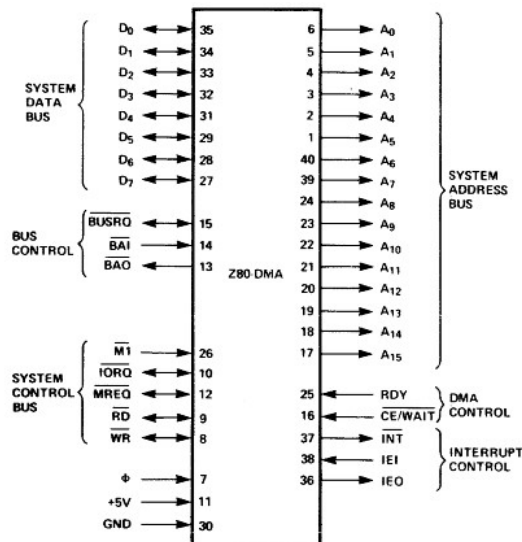 D0 35 6 A0
D1 34 5 A1
D2 33 4 A2
SYSTEM DATA BUS
D3 32 3 A3
D4 31 2 A4
D5 29 1 A5
D6 28 40 A6
D7 27 39 A7
SYSTEM ADDRESS BUS
24 A8
BUS CONTROL
BUSRQ 15 23 A9
BAI 14 22 A10
BAO 13 21 A11
Z80-DMA
20 A12
19 A13
18 A14
17 A15
SYSTEM CONTROL BUS
M1 26
IORQ 10
MREQ 12
RD 9
WR 8
25 RDY
16 CE/WAIT
DMA CONTROL
37 INT
38 IEI
36 IEO
INTERRUPT CONTROL
Φ 7
+5V 11
GND 30